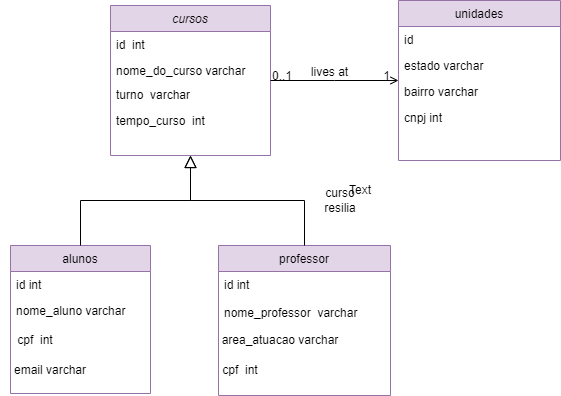 cursos
id int
nome_do_curso varchar
turno varchar
tempo_curso int
0..1
lives at
1
unidades
id
estado varchar
bairro varchar
cnpj int
curso
Text
resilia
alunos
id int
nome_aluno varchar
cpf int
email varchar
professor
id int
nome_professor varchar
area_atuacao varchar
cpf int